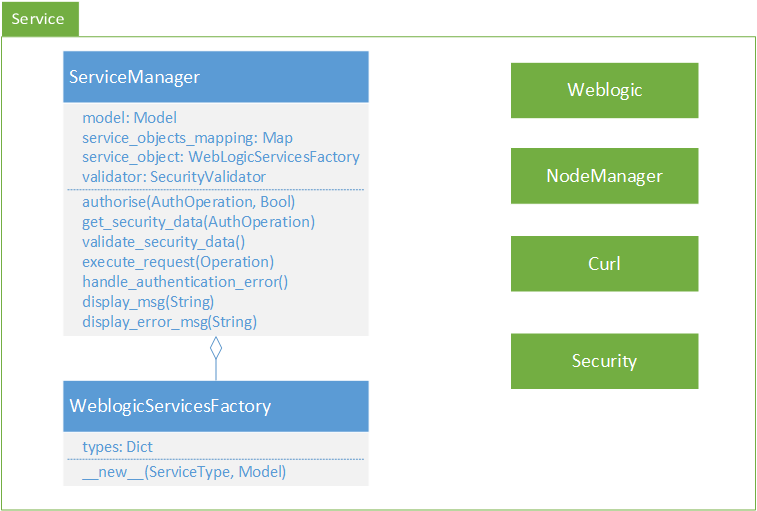 Service
ServiceManager
model: Model
service_objects_mapping: Map
service_object: WebLogicServicesFactory
validator: SecurityValidator
authorise(AuthOperation, Bool)
get_security_data(AuthOperation)
validate_security_data()
execute_request(Operation)
handle_authentication_error()
display_msg(String)
display_error_msg(String)
WeblogicServicesFactory
types: Dict
__new__(ServiceType, Model)
Weblogic
NodeManager
Curl
Security